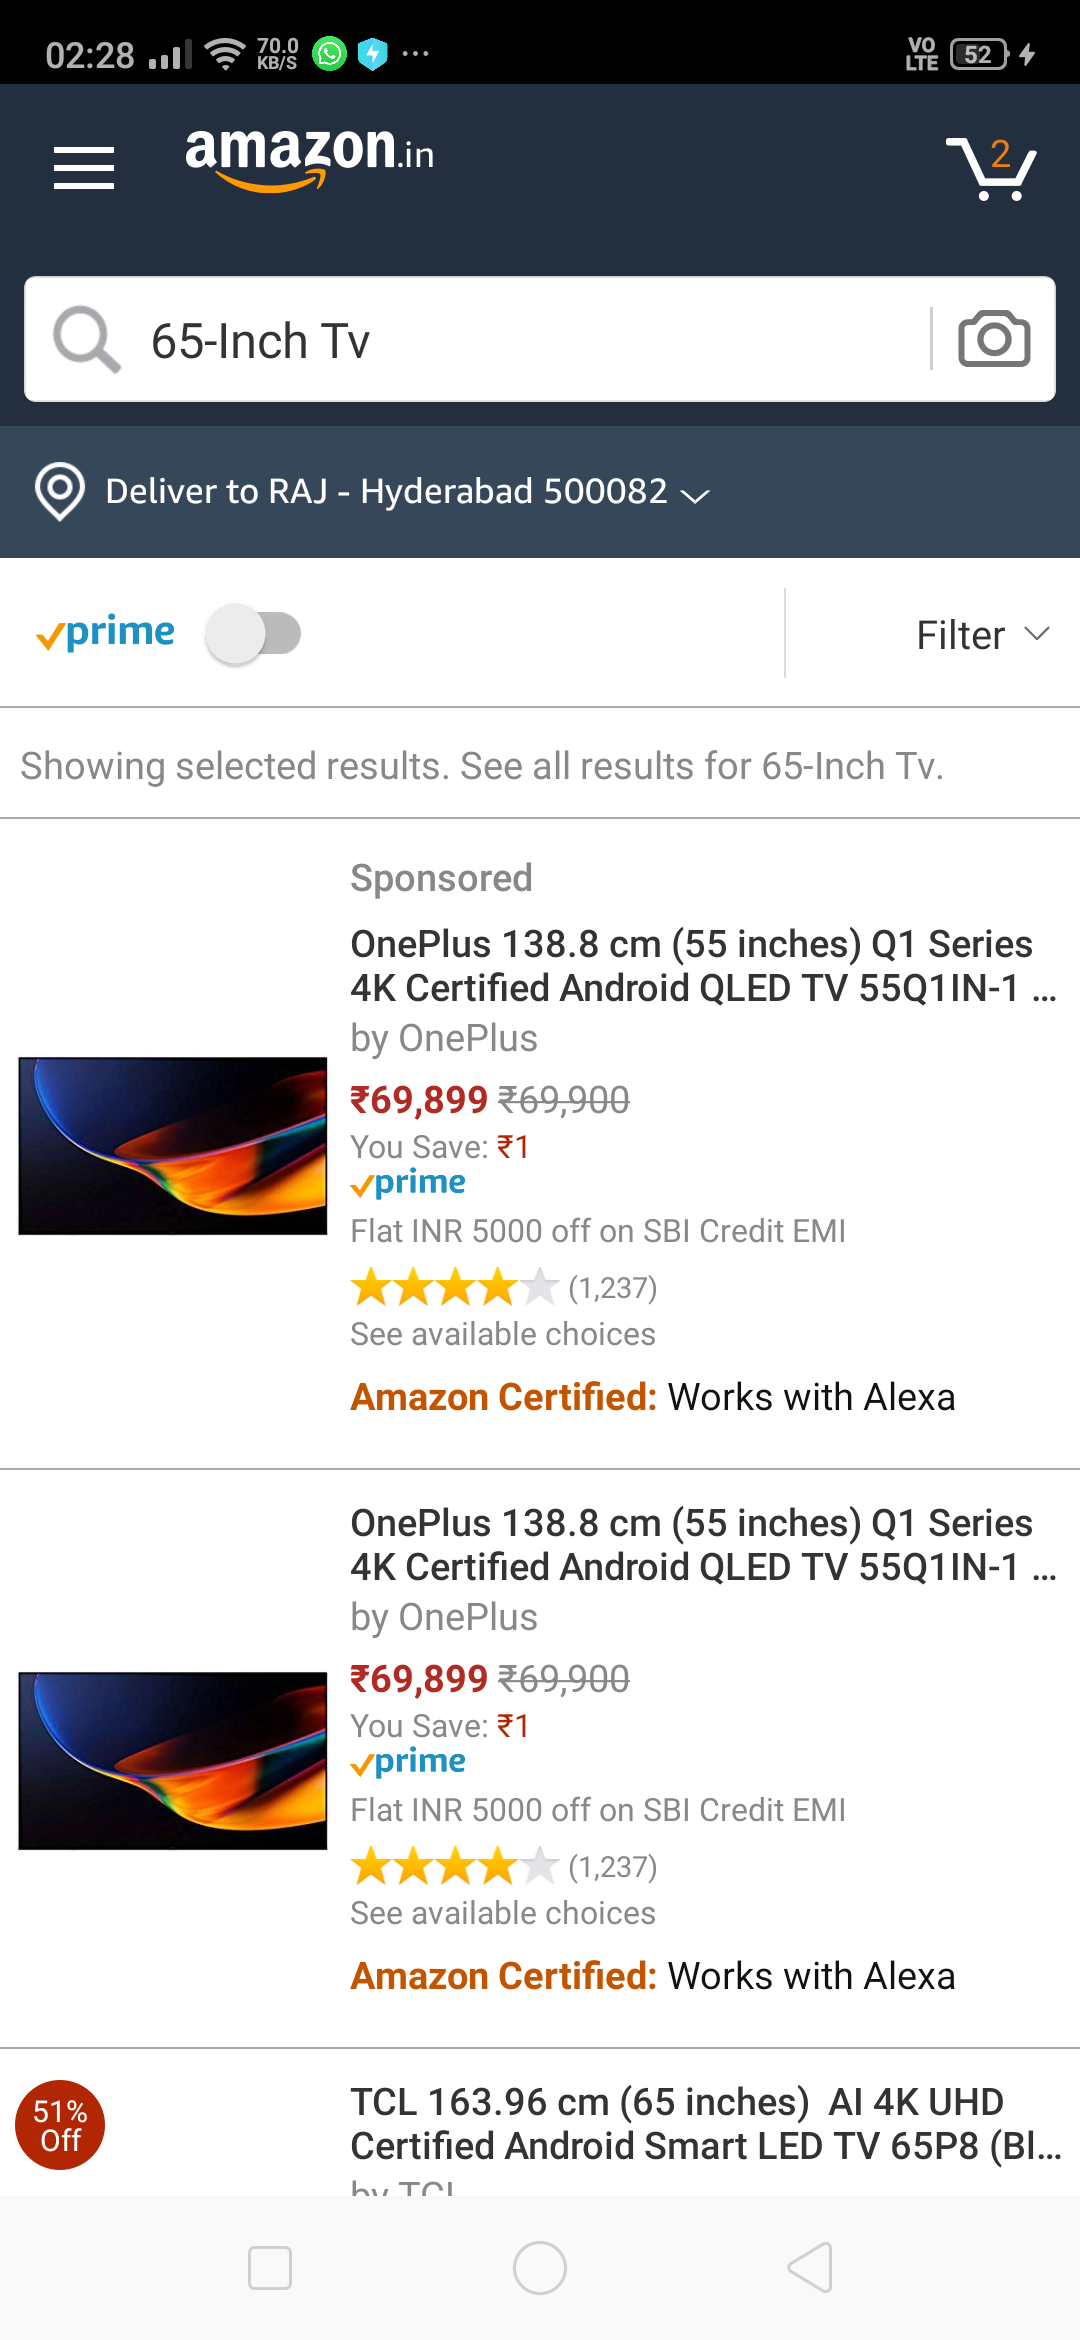 02:28 70.0 KB/S VO LTE 52
amazon.in 2
65-Inch Tv
Deliver to RAJ - Hyderabad 500082
prime Filter
Showing selected results. See all results for 65-Inch Tv.
Sponsored
OnePlus 138.8 cm (55 inches) Q1 Series
4K Certified Android QLED TV 55Q1IN-1 ...
by OnePlus
₹69,899 ₹69,900
You Save: ₹1
prime
Flat INR 5000 off on SBI Credit EMI
(1,237)
See available choices
Amazon Certified: Works with Alexa
OnePlus 138.8 cm (55 inches) Q1 Series
4K Certified Android QLED TV 55Q1IN-1 ...
by OnePlus
₹69,899 ₹69,900
You Save: ₹1
prime
Flat INR 5000 off on SBI Credit EMI
(1,237)
See available choices
Amazon Certified: Works with Alexa
51%
Off
TCL 163.96 cm (65 inches) AI 4K UHD
Certified Android Smart LED TV 65P8 (Bl...
by TCL